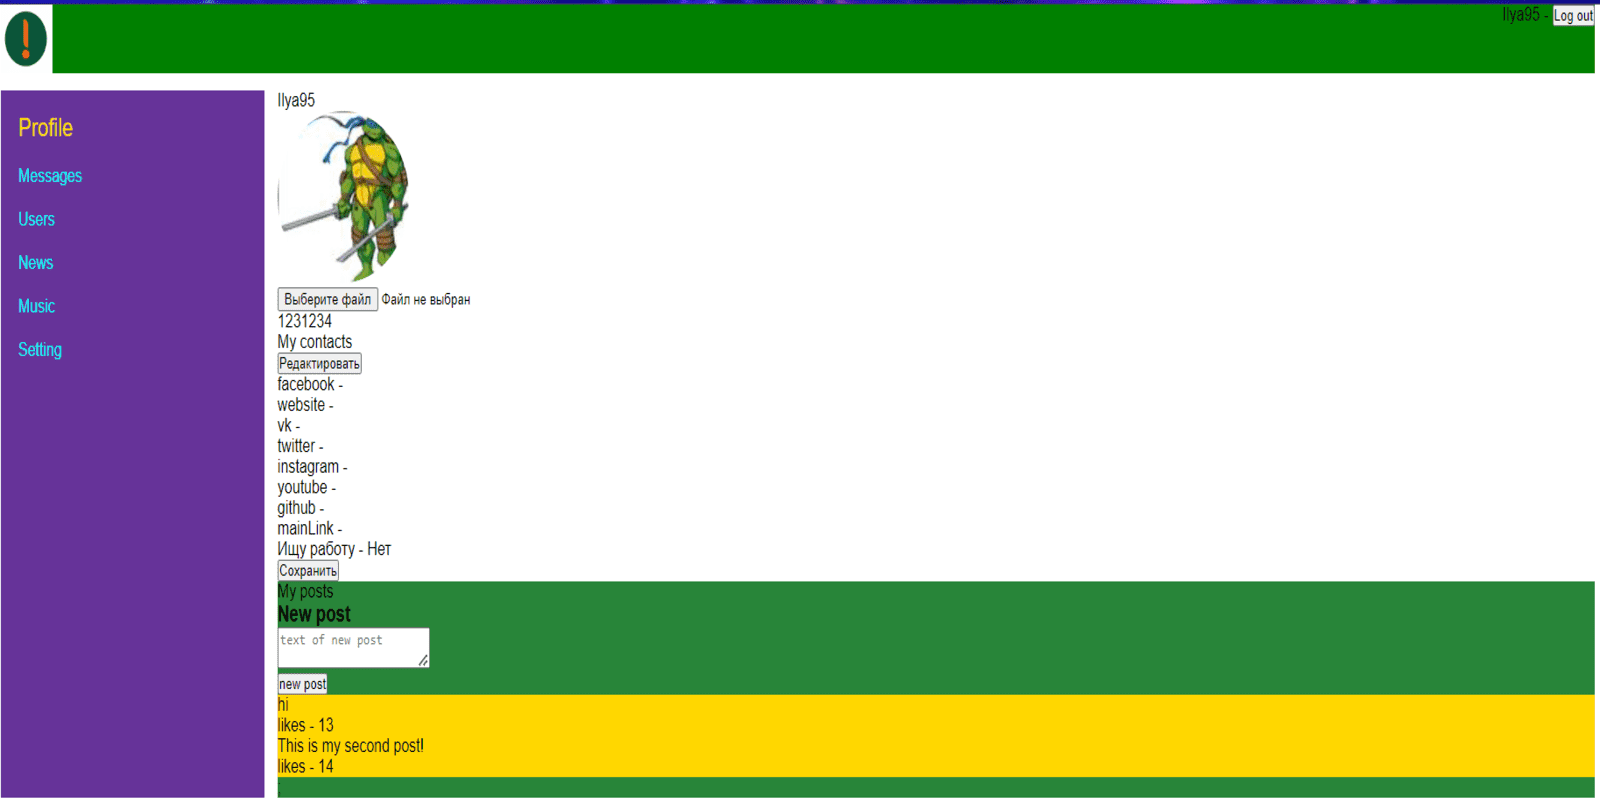 Ilya95 - Log out
Profile
Messages
Users
News
Music
Setting
Ilya95
Выберите файл Файл не выбран
1231234
My contacts
Редактировать
facebook -
website -
vk -
twitter -
instagram -
youtube -
github -
mainLink -
Ищу работу - Нет
Сохранить
My posts
New post
text of new post
new post
hi
likes - 13
This is my second post!
likes - 14